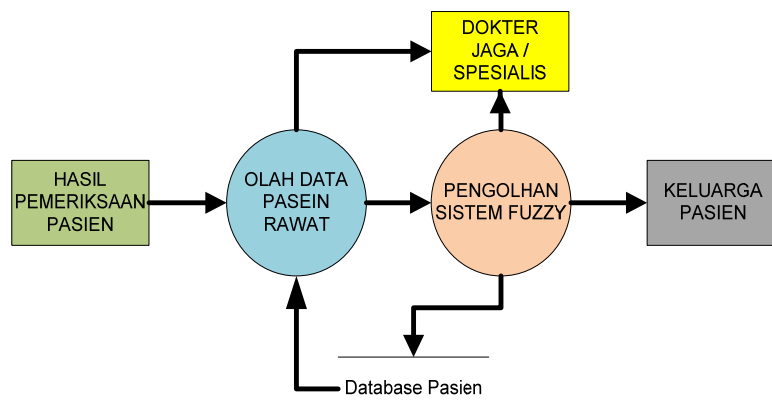 DOKTER
JAGA /
SPESIALIS
HASIL
PEMERIKSAAN
PASIEN
OLAH DATA
PASEIN
RAWAT
PENGOLHAN
SISTEM FUZZY
KELUARGA
PASIEN
Database Pasien